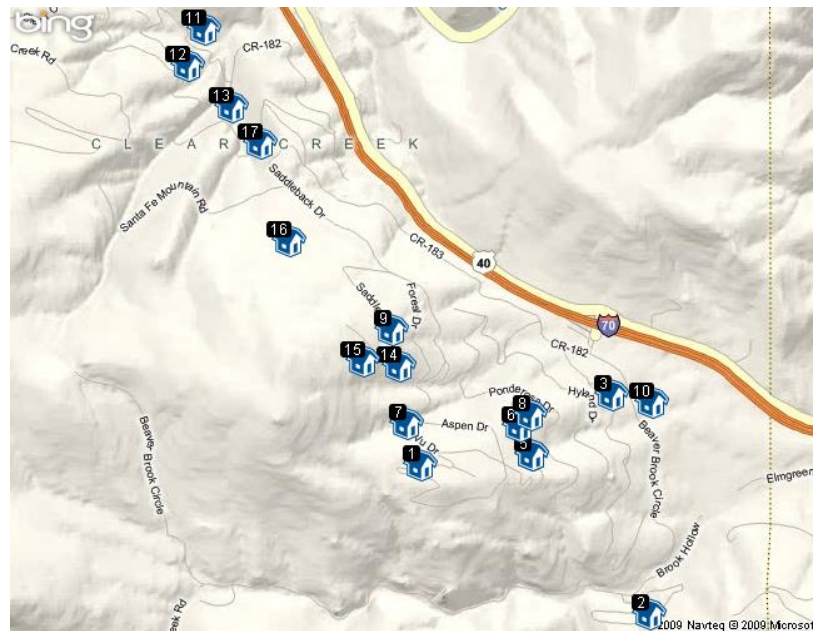 bing
11
12
CR-182
Creek Rd
13
17
CLEAR CREEK
Saddleback Dr
Santa Fe Mountain Rd
16
CR-183
40
Forest Dr
9
70
CR-182
15
14
3
10
Ponderosa Dr
Hyland Dr
8
6
7
Aspen Dr
Vu Dr
5
1
Beaver Brook Circle
Beaver Brook Circle
Elmgreen
Brook Hollow
2
eek Rd
2009 Navteq © 2009 Microsof